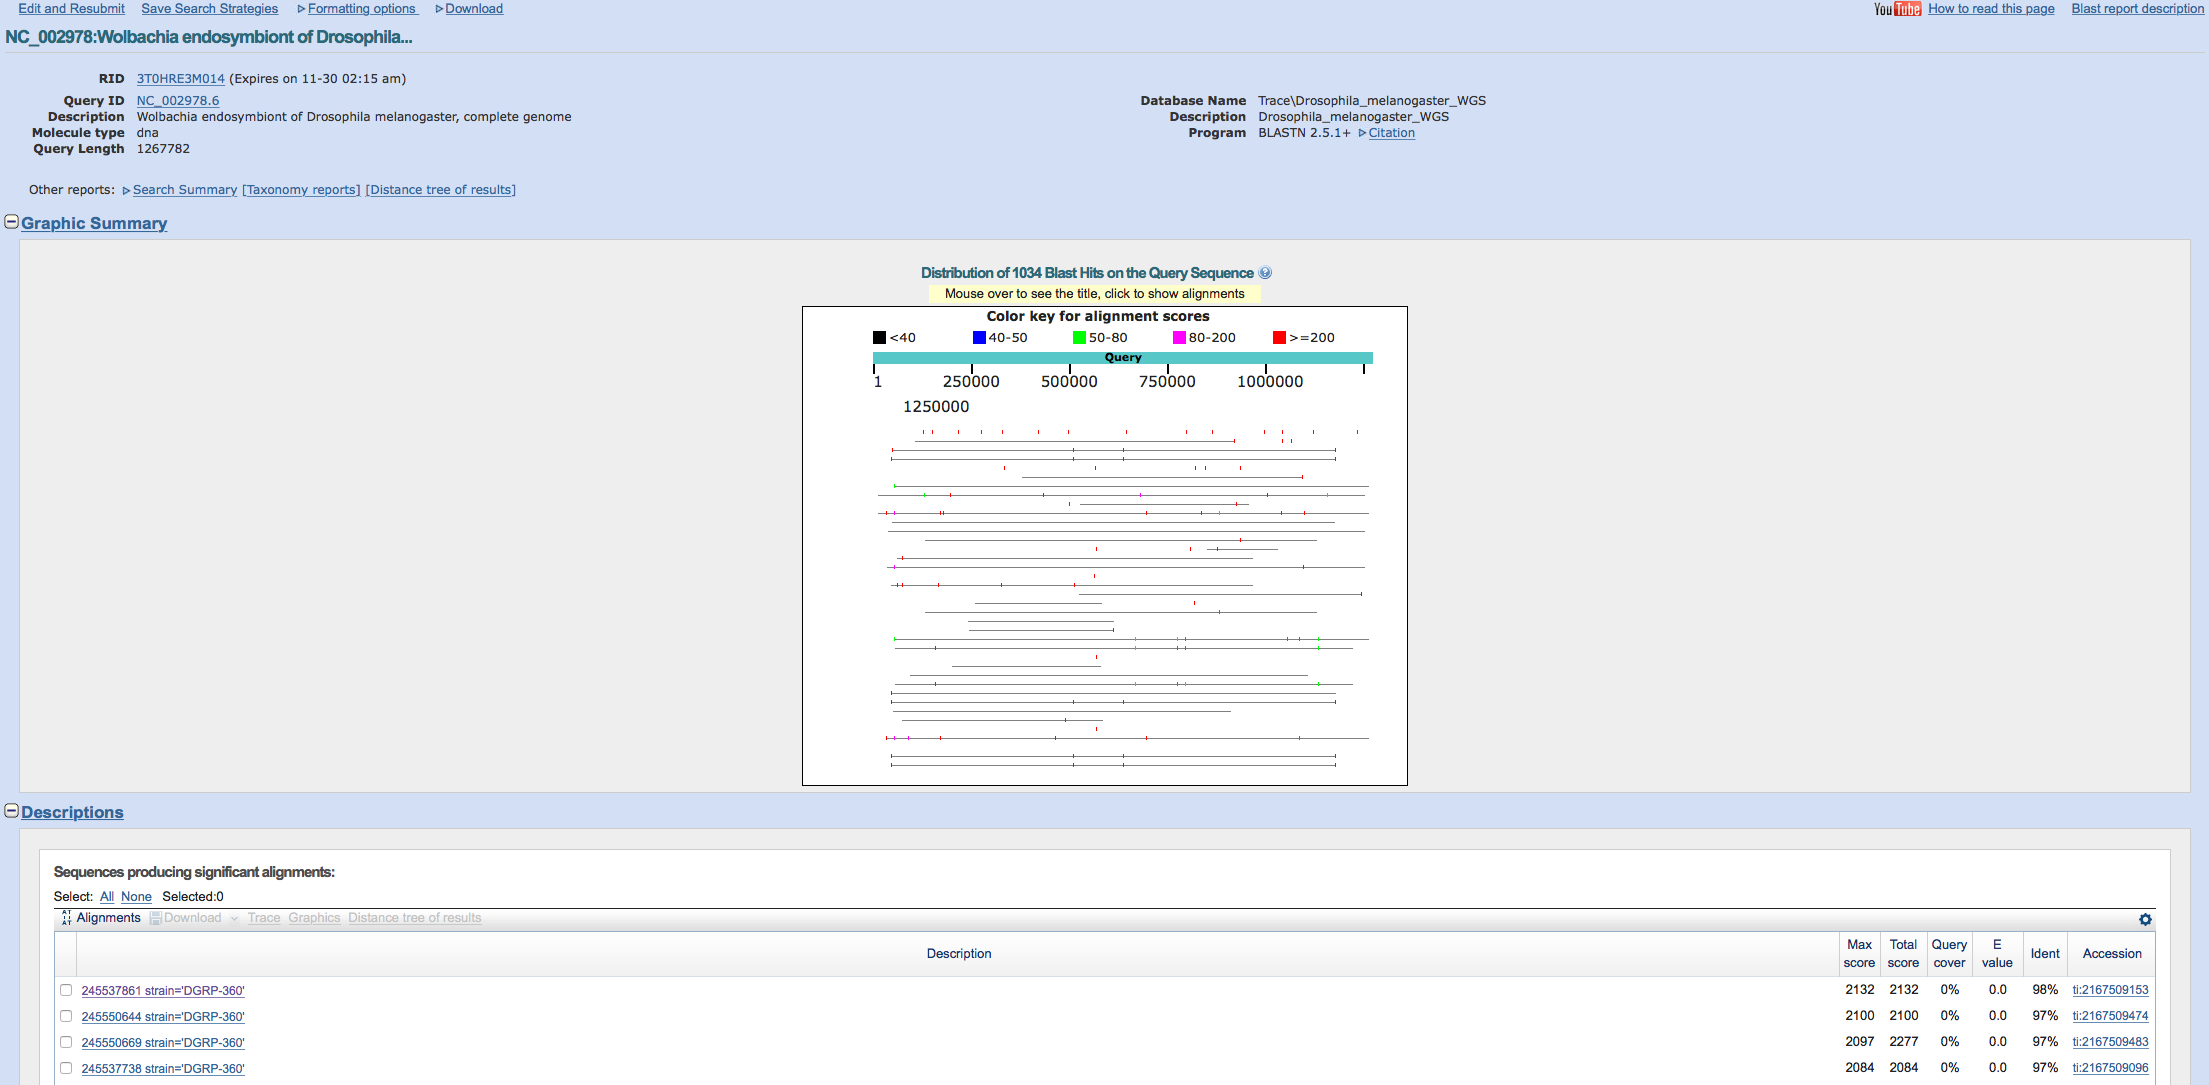 Edit and Resubmit Save Search Strategies Formatting options Download You Tube How to read this page Blast report description
NC_002978:Wolbachia endosymbiont of Drosophila...
RID 3T0HRE3M014 (Expires on 11-30 02:15 am)
Query ID NC_002978.6 Database Name Trace\Drosophila_melanogaster_WGS
Description Wolbachia endosymbiont of Drosophila melanogaster, complete genome Description Drosophila_melanogaster_WGS
Molecule type dna Program BLASTN 2.5.1+ Citation
Query Length 1267782
Other reports: Search Summary [Taxonomy reports] [Distance tree of results]
Graphic Summary
Distribution of 1034 Blast Hits on the Query Sequence
Mouse over to see the title, click to show alignments
Color key for alignment scores
<40 40-50 50-80 80-200 >=200
Query
1 250000 500000 750000 1000000
1250000
Descriptions
Sequences producing significant alignments:
Select: All None Selected:0
Alignments Download Trace Graphics Distance tree of results
Description Max score Total score Query cover E value Ident Accession
245537861 strain='DGRP-360' 2132 2132 0% 0.0 98% ti:2167509153
245550644 strain='DGRP-360' 2100 2100 0% 0.0 97% ti:2167509474
245550669 strain='DGRP-360' 2097 2277 0% 0.0 97% ti:2167509483
245537738 strain='DGRP-360' 2084 2084 0% 0.0 97% ti:2167509096